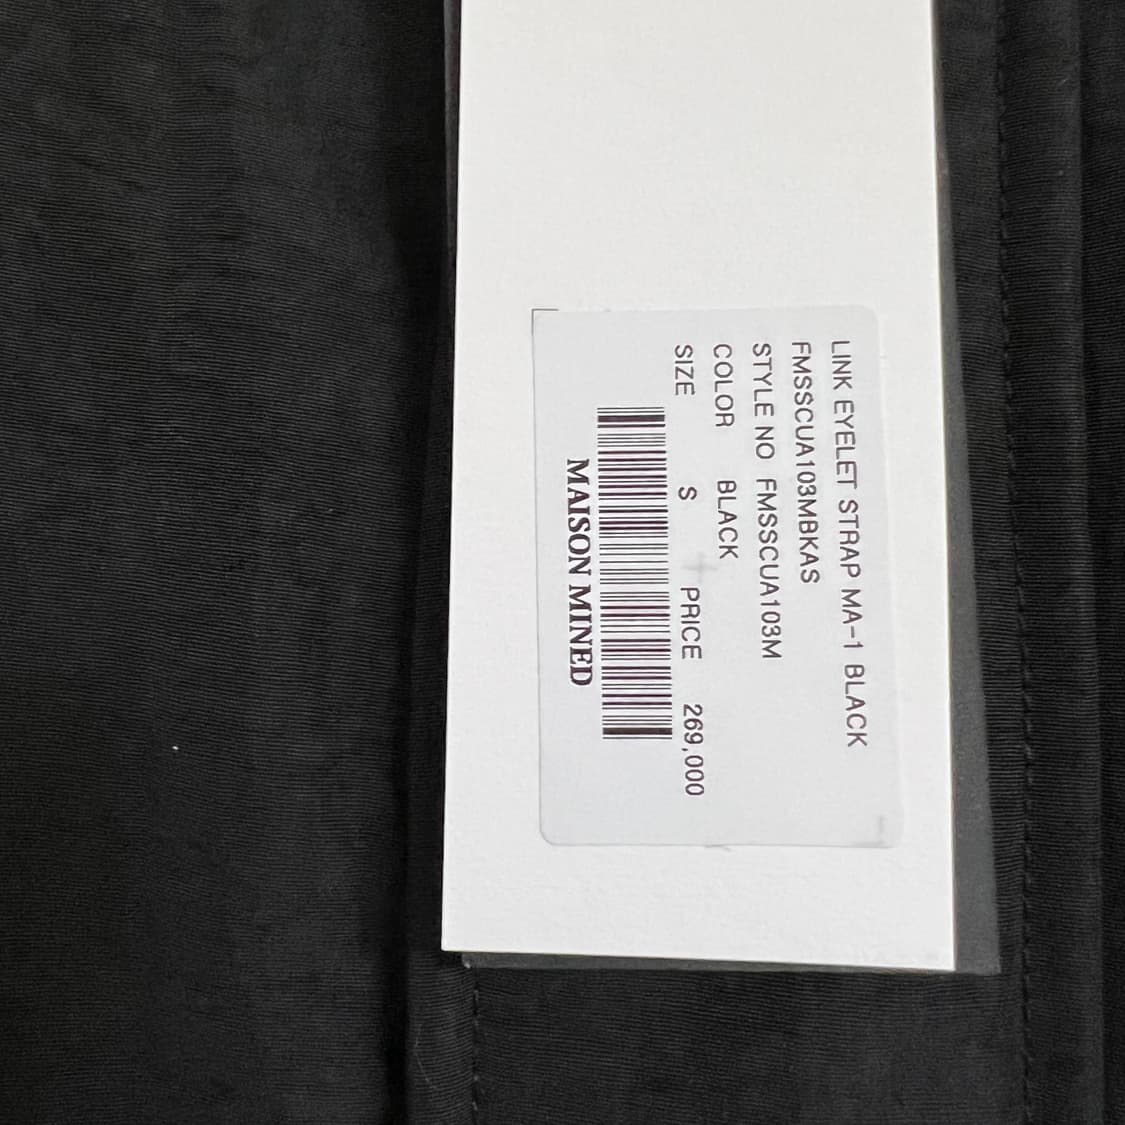 LINK EYELET STRAP MA-1 BLACK
FMSSCUA103MBKAS
STYLE NO FMSSCUA103M
COLOR BLACK
SIZE S PRICE 269,000
MAISON MINED